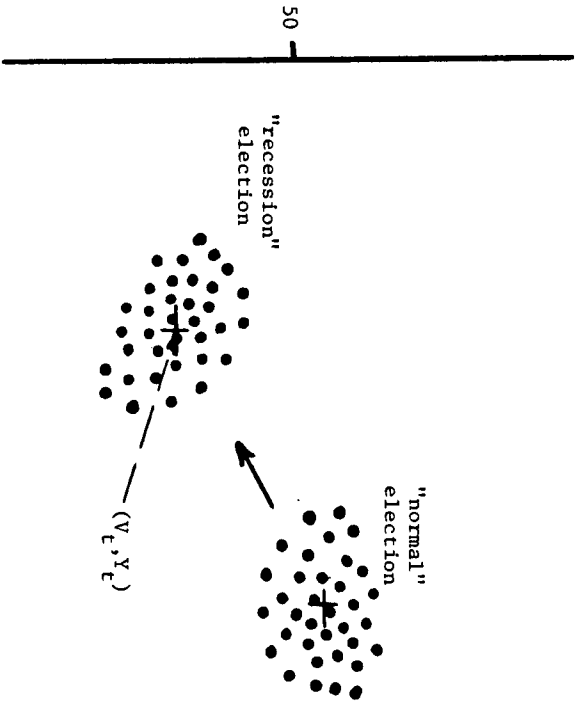 50
"recession"
election
"normal"
election
(V_t,Y_t)